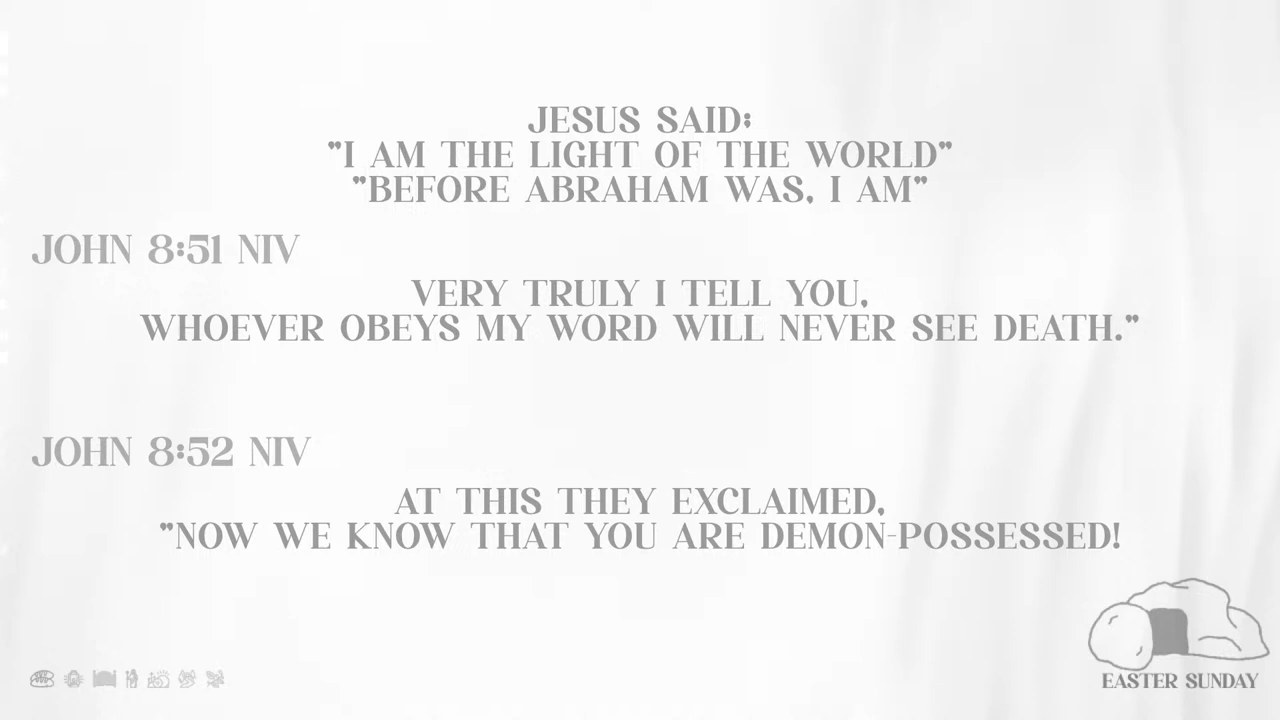 JESUS SAID:
"I AM THE LIGHT OF THE WORLD"
"BEFORE ABRAHAM WAS, I AM"
JOHN 8:51 NIV
VERY TRULY I TELL YOU,
WHOEVER OBEYS MY WORD WILL NEVER SEE DEATH."
JOHN 8:52 NIV
AT THIS THEY EXCLAIMED,
"NOW WE KNOW THAT YOU ARE DEMON-POSSESSED!
EASTER SUNDAY